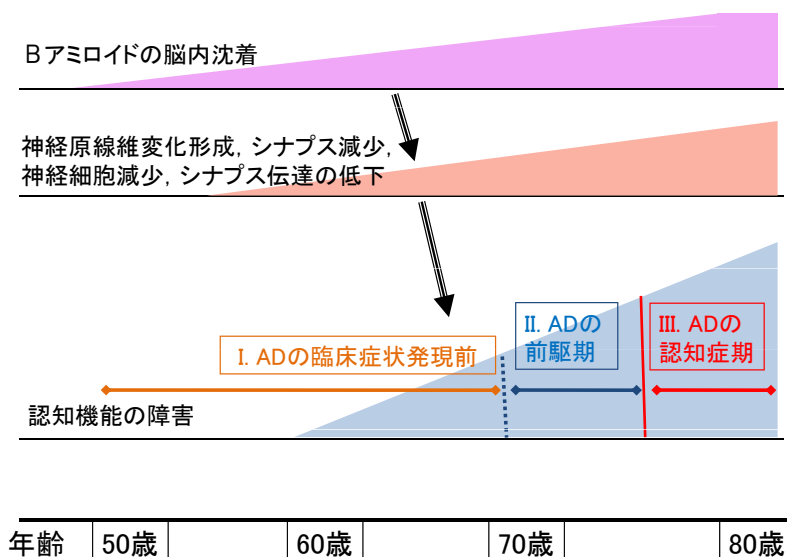 Bアミロイドの脳内沈着
神経原線維変化形成，シナプス減少，
神経細胞減少，シナプス伝達の低下
I. ADの臨床症状発現前
II. ADの
前駆期
III. ADの
認知症期
認知機能の障害
年齢 50歳 60歳 70歳 80歳